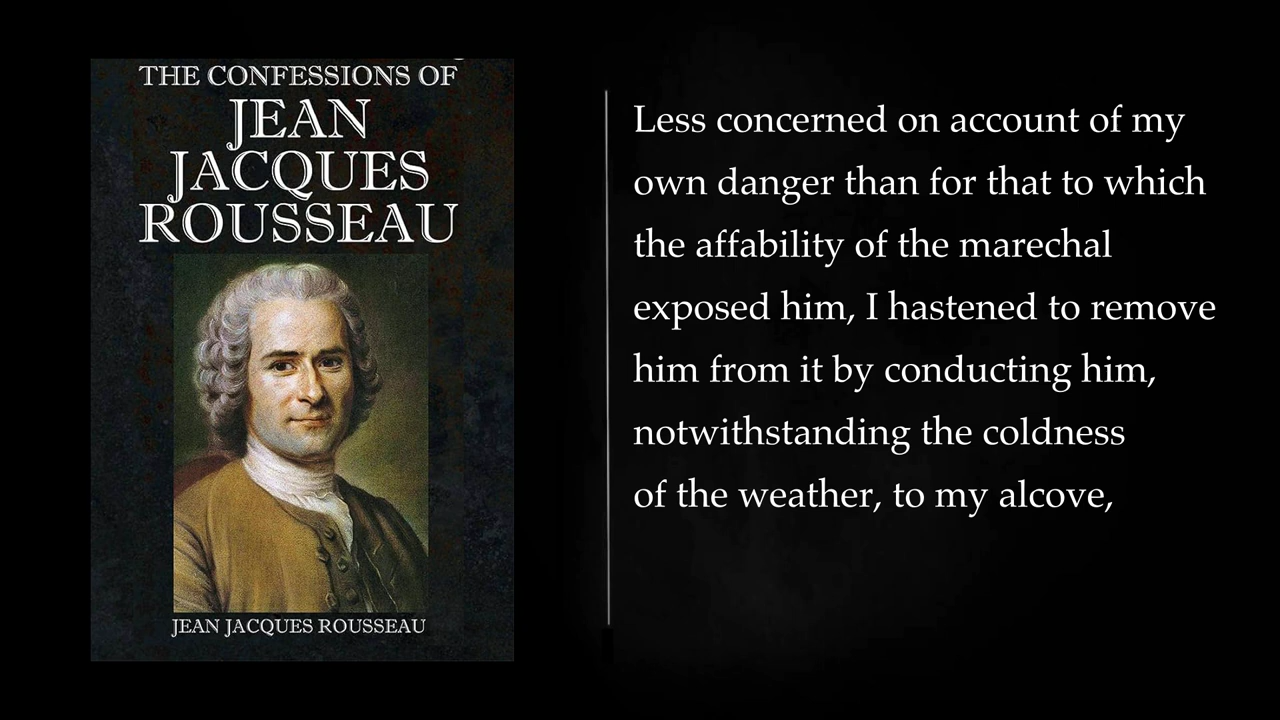 THE CONFESSIONS OF
JEAN
JACQUES
ROUSSEAU
JEAN JACQUES ROUSSEAU
Less concerned on account of my
own danger than for that to which
the affability of the marechal
exposed him, I hastened to remove
him from it by conducting him,
notwithstanding the coldness
of the weather, to my alcove,